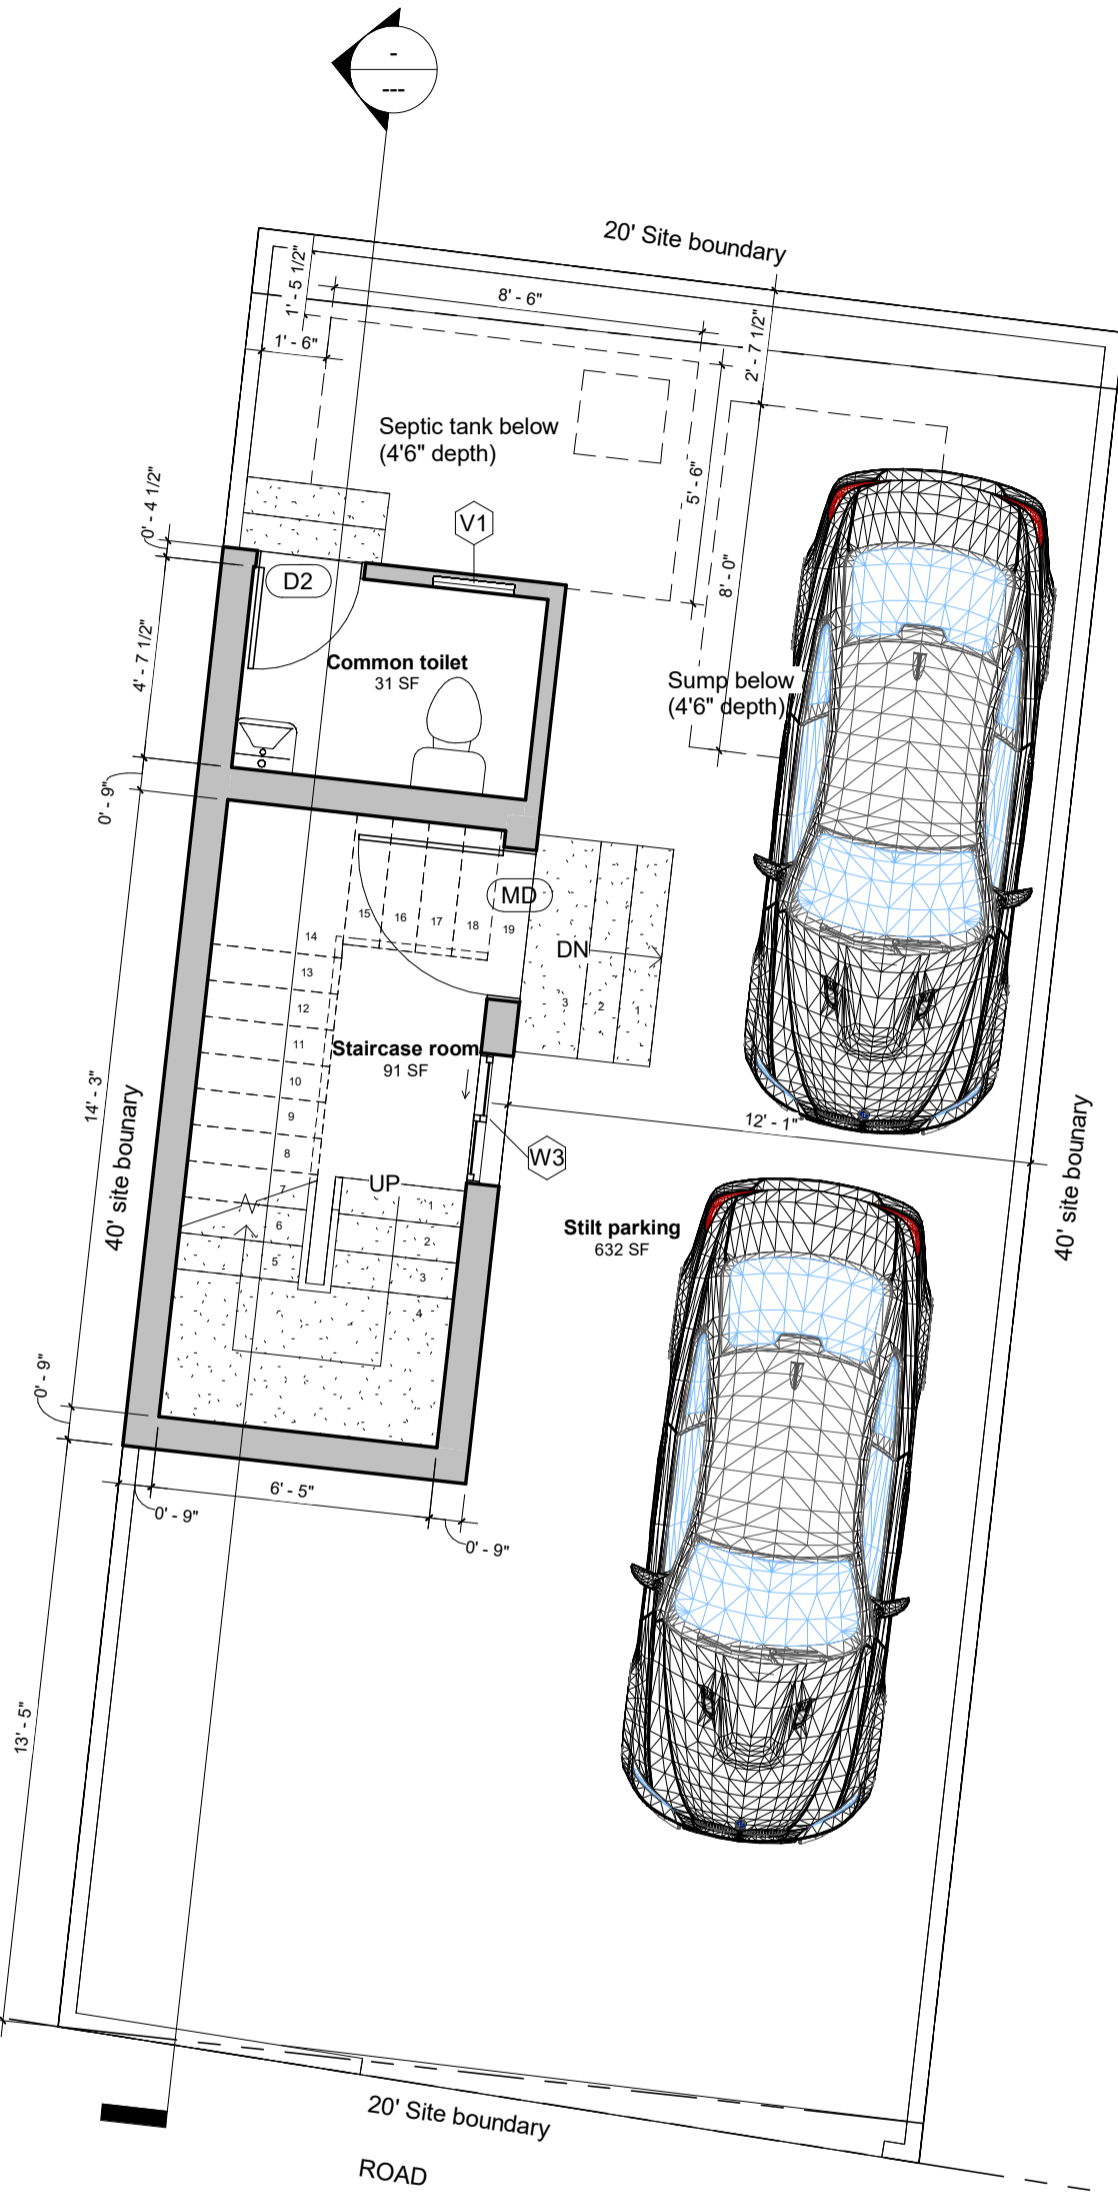 -
---
20' Site boundary
1' - 5 1/2"
8' - 6"
1' - 6"
2' - 7 1/2"
Septic tank below
(4'6" depth)
5' - 6"
0' - 4 1/2"
V1
D2
8' - 0"
4' - 7 1/2"
Common toilet
31 SF
Sump below
(4'6" depth)
0' - 9"
MD
15
16
17
18
19
14
DN
13
3
2
1
12
11
Staircase room
91 SF
10
14' - 3"
9
12' - 1"
8
W3
40' site bounary
40' site bounary
UP
7
1
6
2
Stilt parking
632 SF
5
3
4
0' - 9"
6' - 5"
0' - 9"
0' - 9"
13' - 5"
20' Site boundary
ROAD